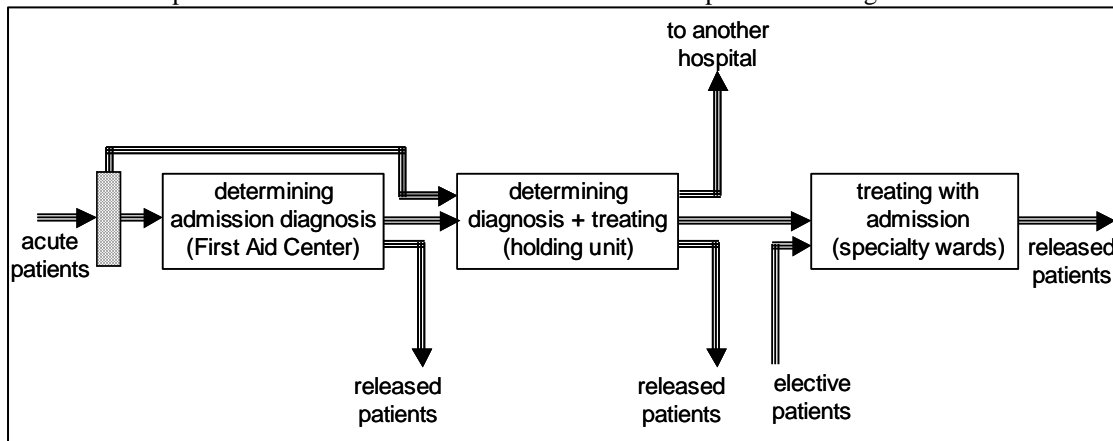 to another
hospital
determining
admission diagnosis
(First Aid Center)
determining
diagnosis + treating
(holding unit)
treating with
admission
(specialty wards)
acute
patients
released
patients
released
patients
released
patients
elective
patients